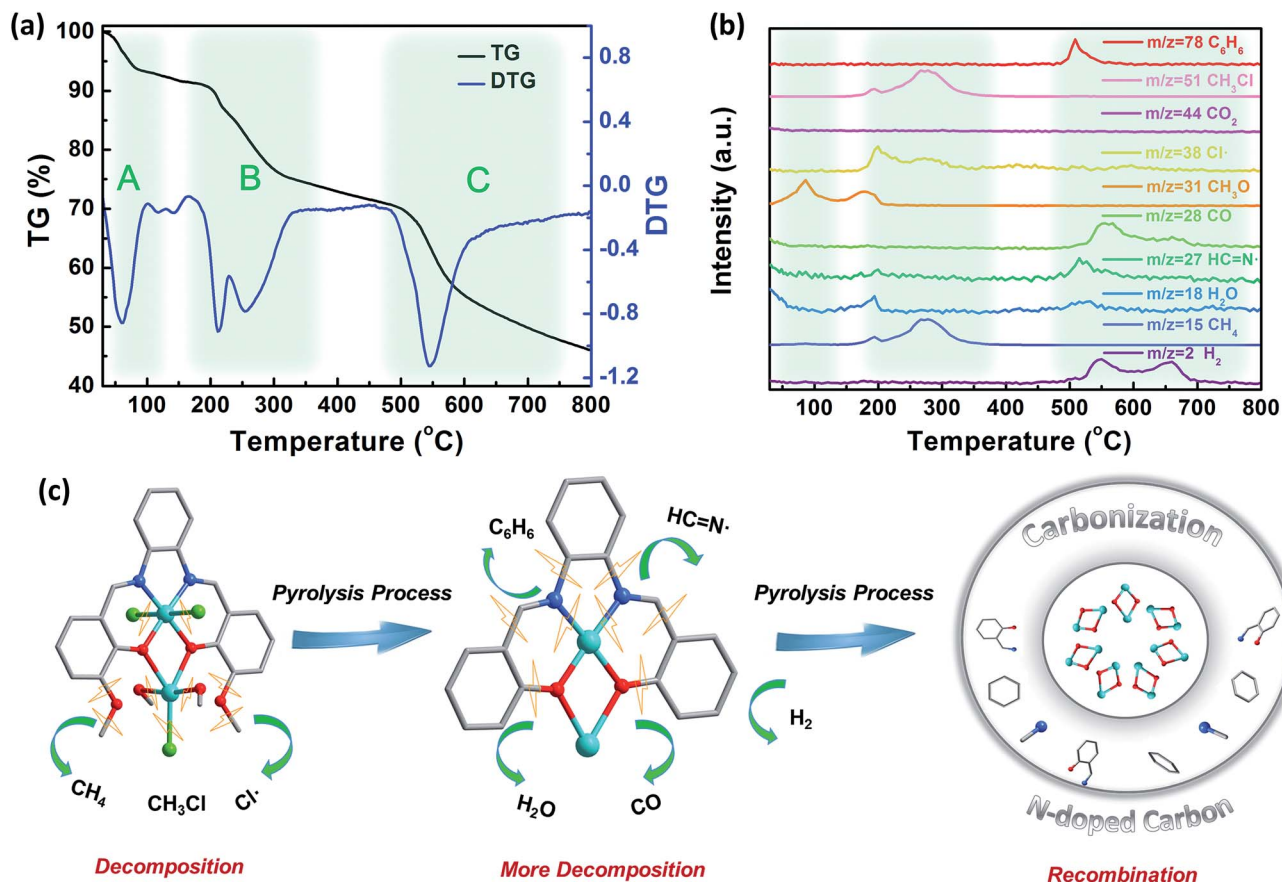 (a)
100
90
80
70
60
50
40
TG (%)
100 200 300 400 500 600 700 800
Temperature (°C)
0.8
0.4
0.0
-0.4
-0.8
-1.2
DTG
TG
DTG
A
B
C
(b)
Intensity (a.u.)
m/z=78 C₆H₆
m/z=51 CH₃Cl
m/z=44 CO₂
m/z=38 Cl·
m/z=31 CH₃O
m/z=28 CO
m/z=27 HC=N·
m/z=18 H₂O
m/z=15 CH₄
m/z=2 H₂
100 200 300 400 500 600 700 800
Temperature (°C)
(c)
CH₄
CH₃Cl
Cl·
Decomposition
Pyrolysis Process
C₆H₆
HC=N·
H₂O
CO
H₂
More Decomposition
Pyrolysis Process
Carbonization
N-doped Carbon
Recombination